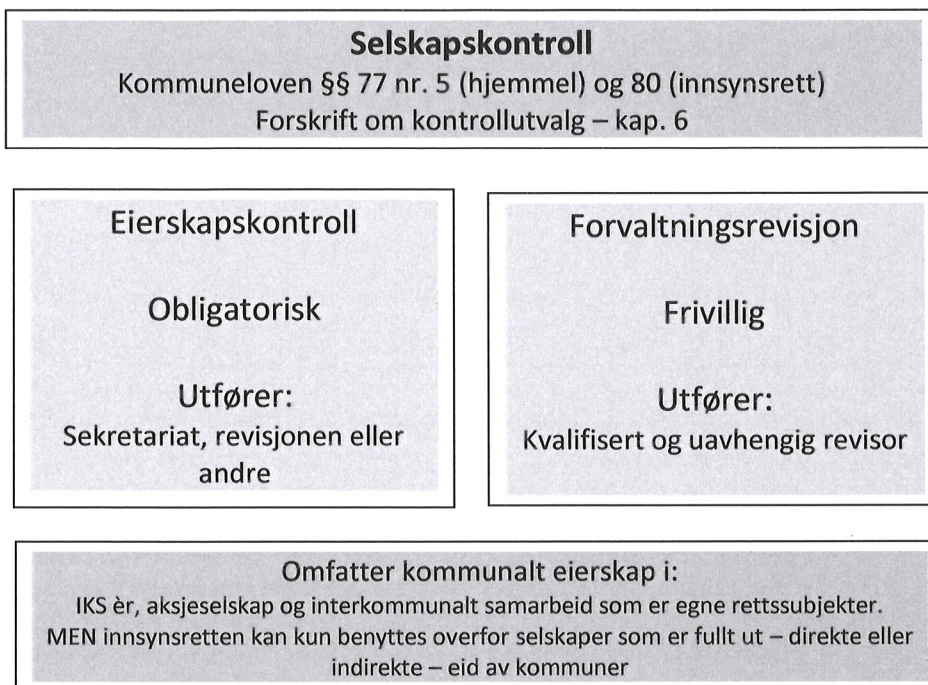 Selskapskontroll
Kommuneloven §§ 77 nr. 5 (hjemmel) og 80 (innsynsrett)
Forskrift om kontrollutvalg – kap. 6
Eierskapskontroll
Obligatorisk
Utfører:
Sekretariat, revisjonen eller
andre
Forvaltningsrevisjon
Frivillig
Utfører:
Kvalifisert og uavhengig revisor
Omfatter kommunalt eierskap i:
IKS èr, aksjeselskap og interkommunalt samarbeid som er egne rettssubjekter.
MEN innsynsretten kan kun benyttes overfor selskaper som er fullt ut – direkte eller
indirekte – eid av kommuner